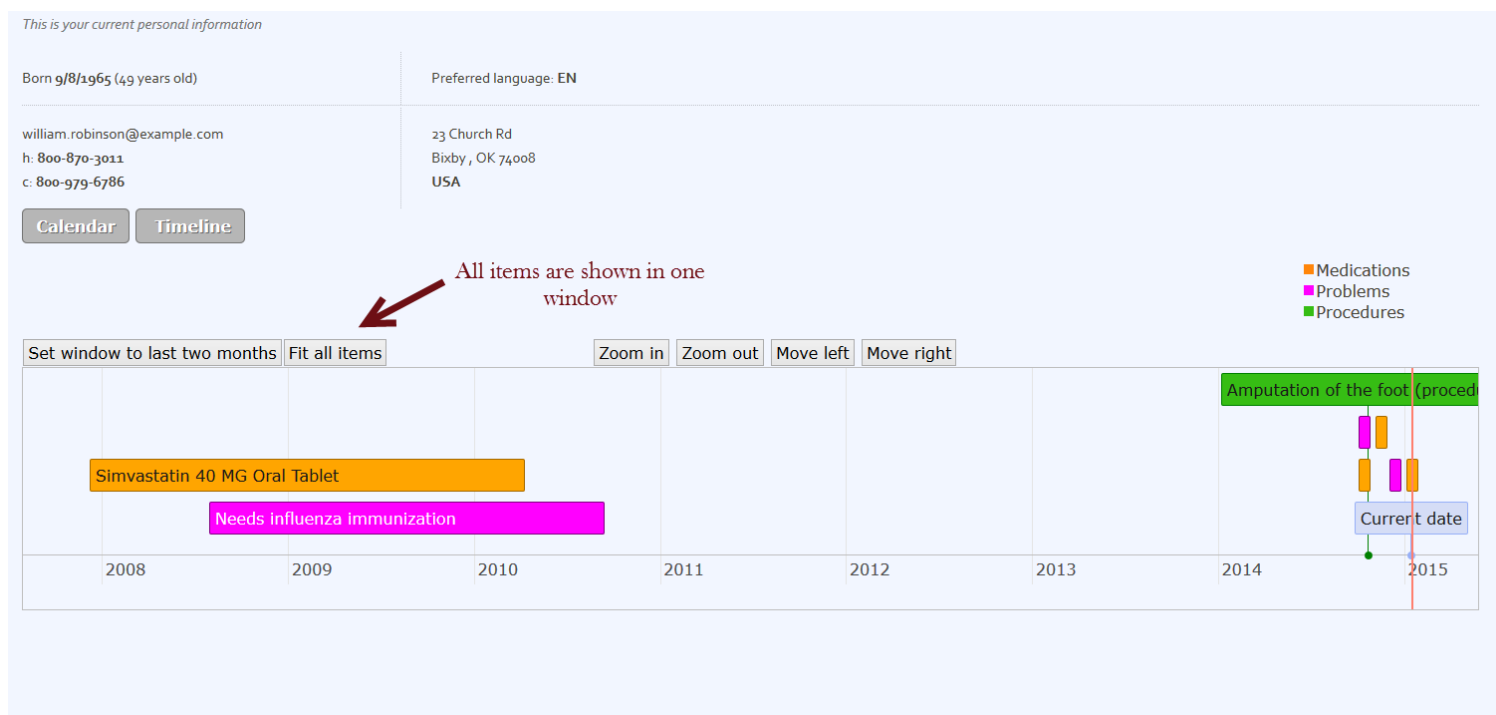 This is your current personal information
Born 9/8/1965 (49 years old)
Preferred language: EN
william.robinson@example.com
h: 800-870-3011
c: 800-979-6786
23 Church Rd
Bixby , OK 74008
USA
Calendar
Timeline
All items are shown in one
window
Medications
Problems
Procedures
Set window to last two months
Fit all items
Zoom in
Zoom out
Move left
Move right
Amputation of the foot (procedu
Simvastatin 40 MG Oral Tablet
Needs influenza immunization
Current date
2008
2009
2010
2011
2012
2013
2014
2015